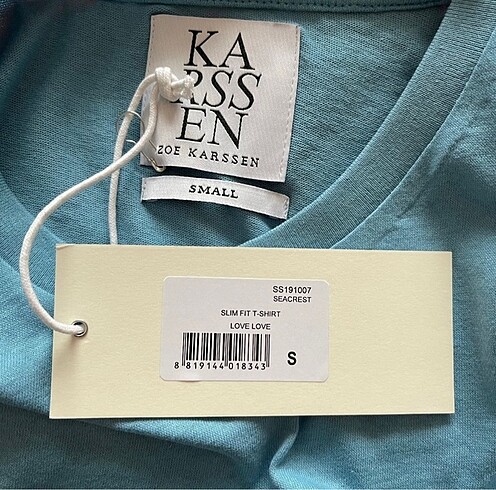 KA
RSS
EN
ZOE KARSSEN
SMALL
SS191007
SEACREST
SLIM FIT T-SHIRT
LOVE LOVE
8 819144 018343
S